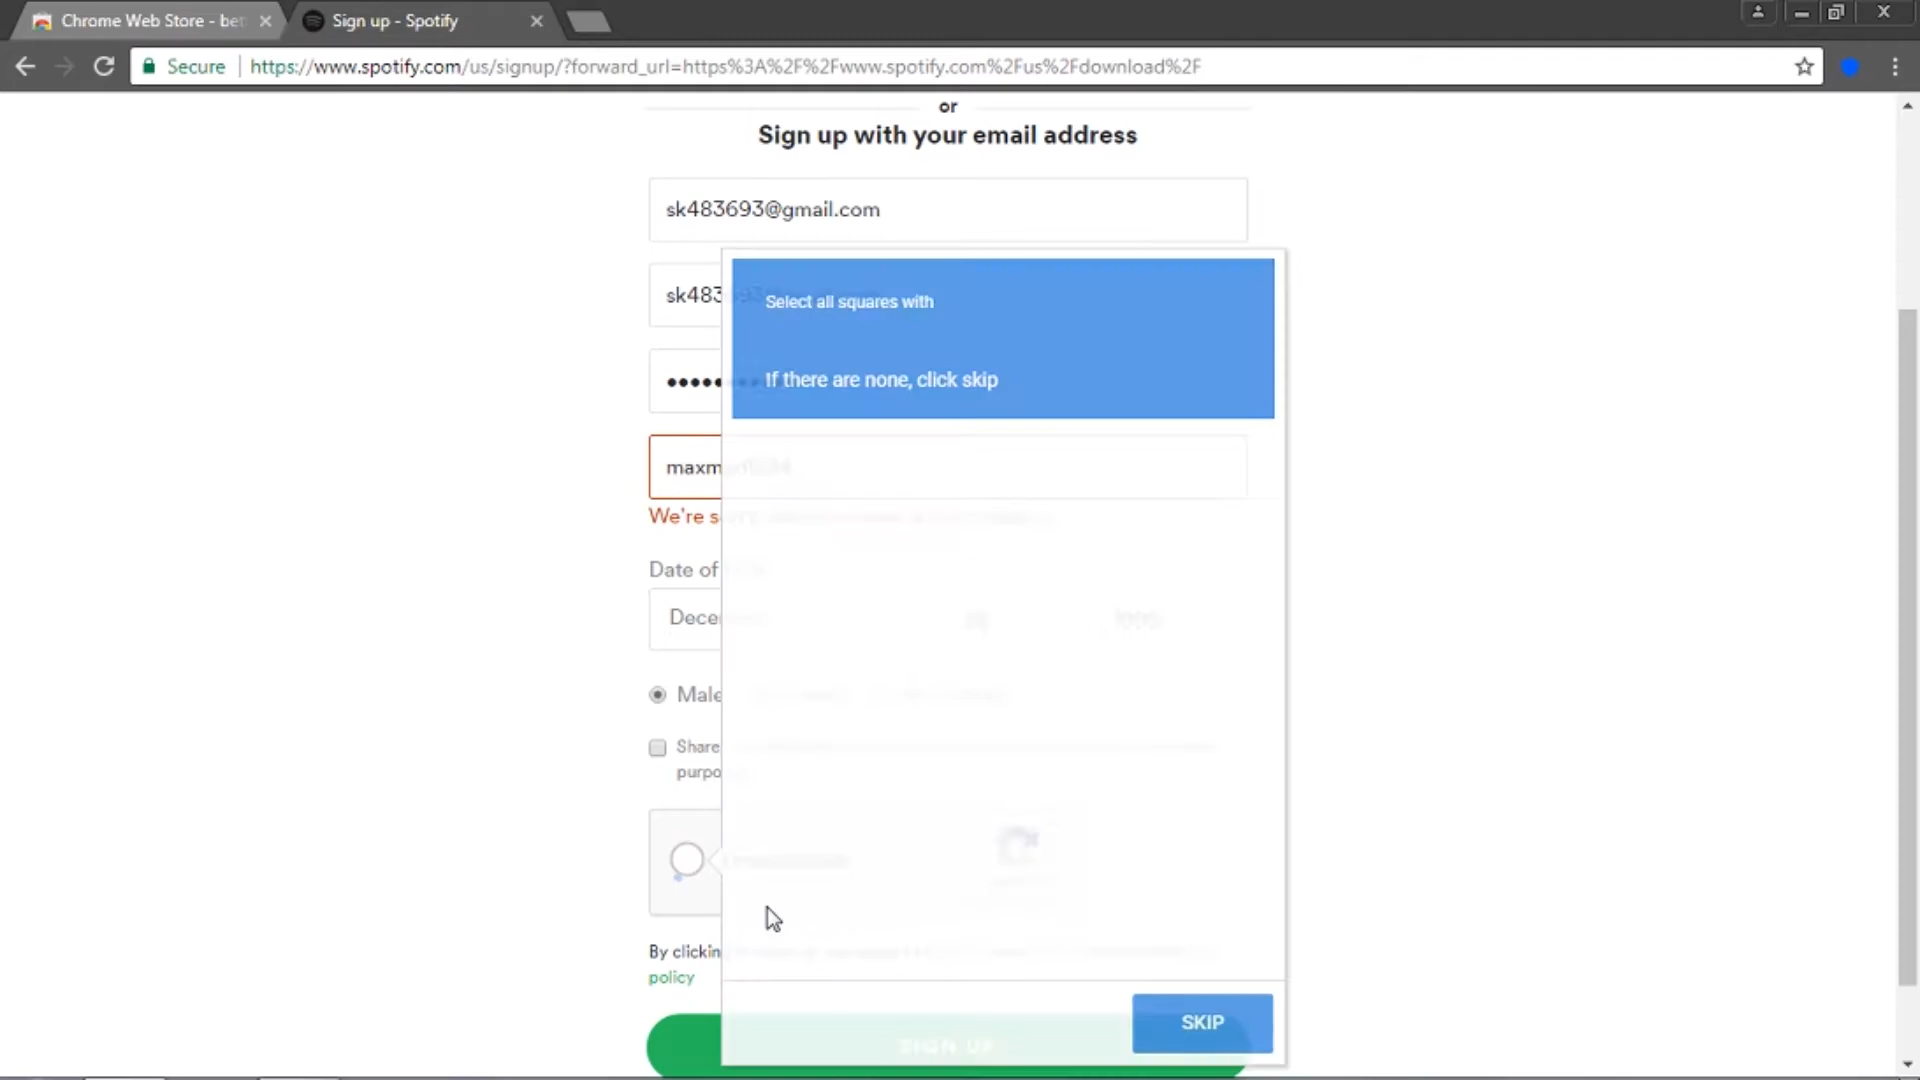 Chrome Web Store - bet
Sign up - Spotify
Secure
https://www.spotify.com/us/signup/?forward_url=https%3A%2F%2Fwww.spotify.com%2Fus%2Fdownload%2F
or
Sign up with your email address
sk483693@gmail.com
sk483
Select all squares with
If there are none, click skip
maxm
We're s
Date of
Dece
Male
Share
purpo
By clickin
policy
SIGN UP
SKIP